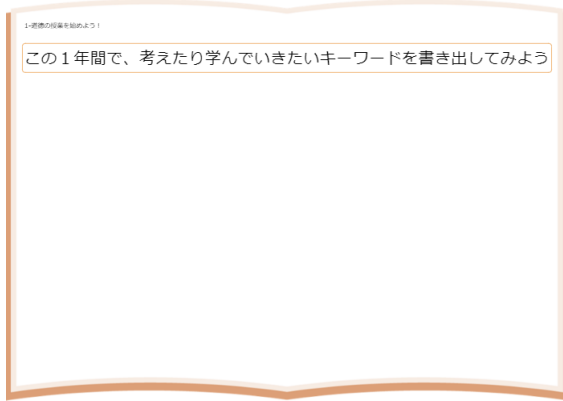 1-道徳の授業を始めよう！
この１年間で、考えたり学んでいきたいキーワードを書き出してみよう